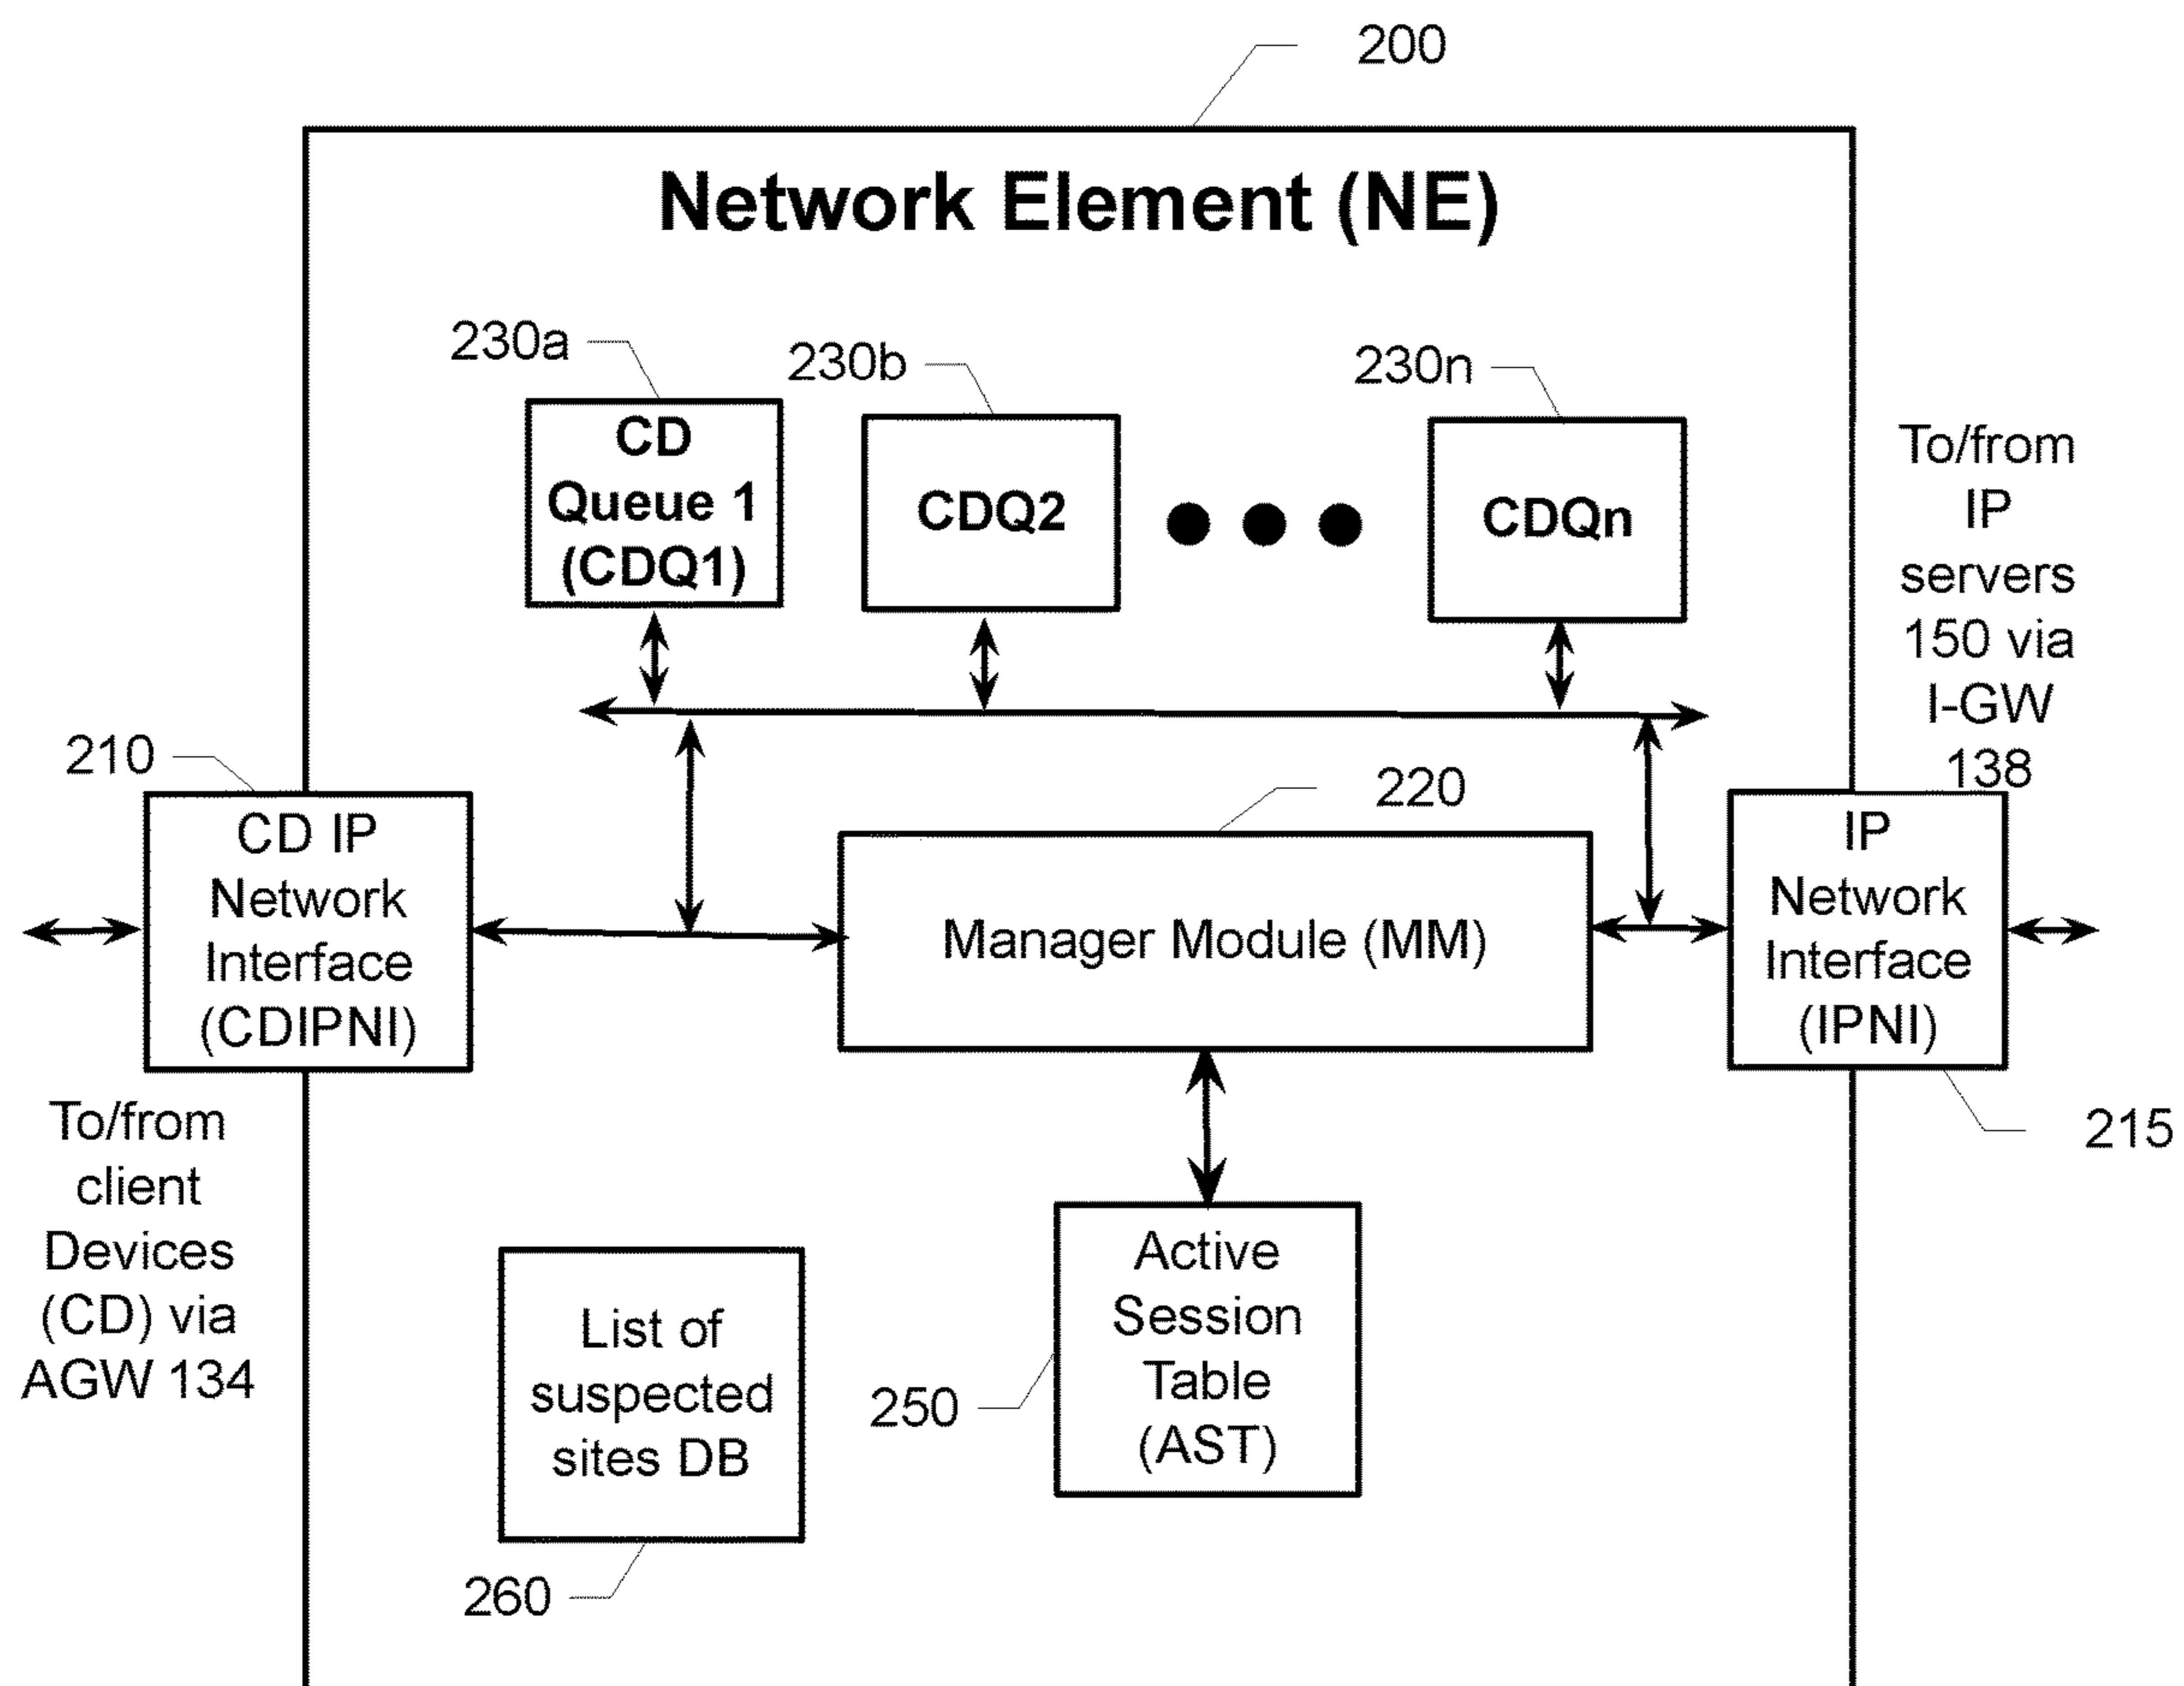 200
Network Element (NE)
230a
230b
230n
CD
Queue 1
(CDQ1)
CDQ2
CDQn
To/from
IP
servers
150 via
I-GW
138
210
220
CD IP
Network
Interface
(CDIPNI)
Manager Module (MM)
IP
Network
Interface
(IPNI)
215
To/from
client
Devices
(CD) via
AGW 134
List of
suspected
sites DB
260
Active
Session
Table
(AST)
250